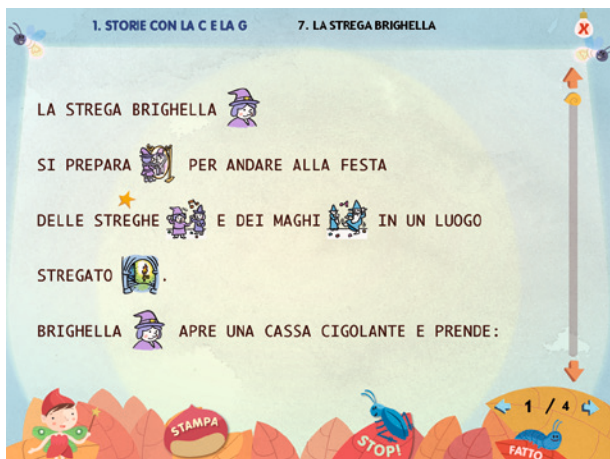 1. STORIE CON LA C E LA G
7. LA STREGA BRIGHELLA
X
LA STREGA BRIGHELLA
SI PREPARA PER ANDARE ALLA FESTA
DELLE STREGHE E DEI MAGHI IN UN LUOGO
STREGATO .
BRIGHELLA APRE UNA CASSA CIGOLANTE E PRENDE:
1 / 4
STAMPA
STOP!
FATTO